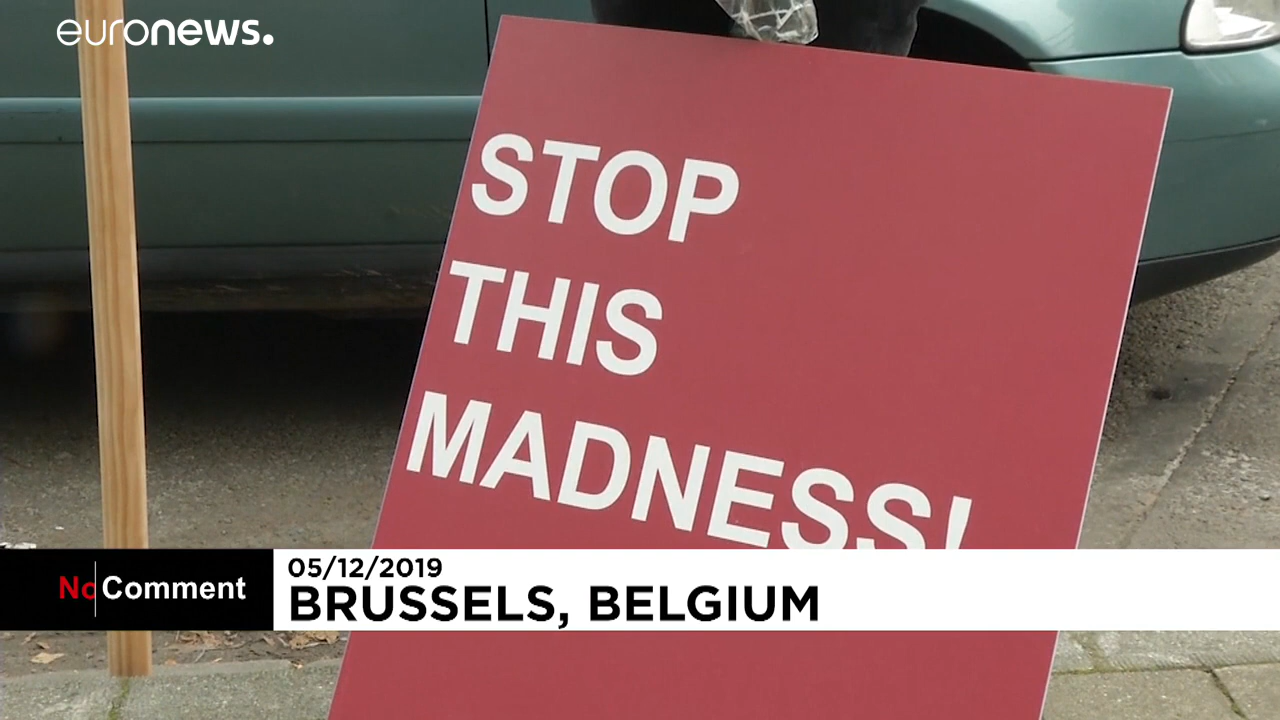 euronews.
STOP
THIS
MADNESS!
No Comment
05/12/2019
BRUSSELS, BELGIUM